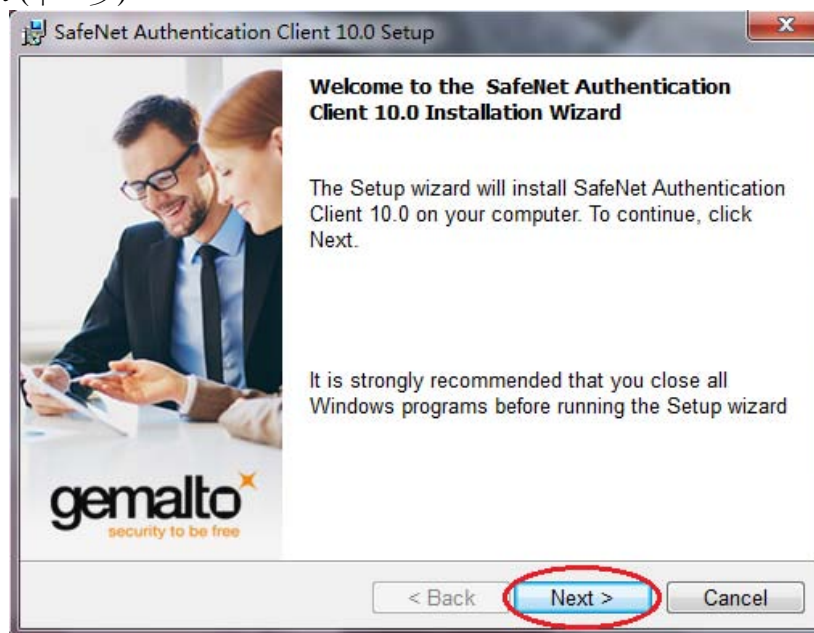 SafeNet Authentication Client 10.0 Setup
Welcome to the SafeNet Authentication
Client 10.0 Installation Wizard
The Setup wizard will install SafeNet Authentication
Client 10.0 on your computer. To continue, click
Next.
It is strongly recommended that you close all
Windows programs before running the Setup wizard
gemalto
security to be free
< Back
Next >
Cancel